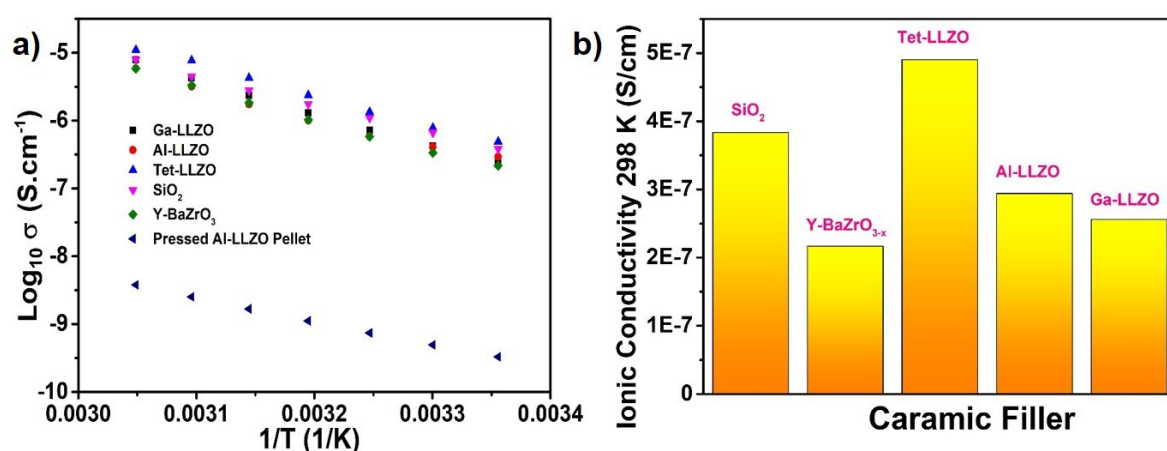 a)
Log₁₀ σ (S.cm⁻¹)
-5
-6
-7
-8
-9
-10
Ga-LLZO
Al-LLZO
Tet-LLZO
SiO₂
Y-BaZrO₃
Pressed Al-LLZO Pellet
0.0030 0.0031 0.0032 0.0033 0.0034
1/T (1/K)
b)
Ionic Conductivity 298 K (S/cm)
5E-7
4E-7
3E-7
2E-7
1E-7
0
SiO₂
Y-BaZrO₃₋ₓ
Tet-LLZO
Al-LLZO
Ga-LLZO
Caramic Filler